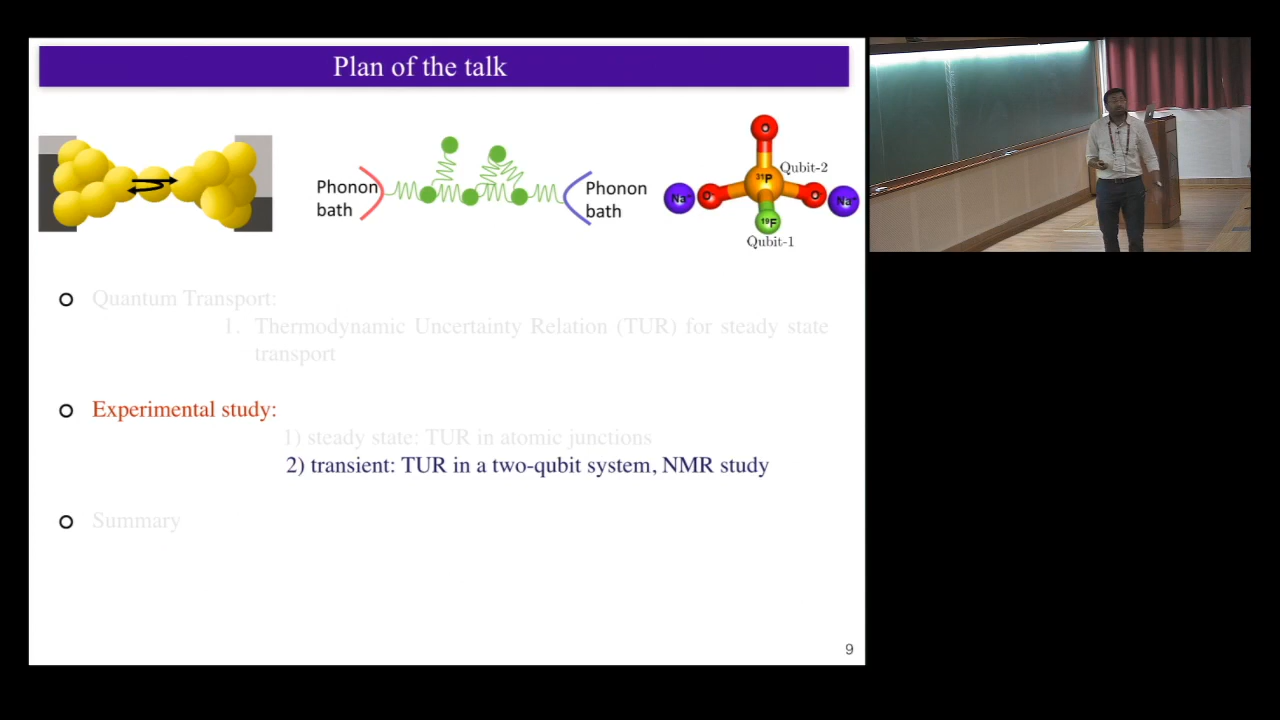 Plan of the talk
Phonon
bath
Phonon
bath
O
Qubit-2
31P
Na+
O
O
Na+
19F
Qubit-1
Quantum Transport:
1. Thermodynamic Uncertainty Relation (TUR) for steady state
transport
Experimental study:
1) steady state: TUR in atomic junctions
2) transient: TUR in a two-qubit system, NMR study
Summary
9